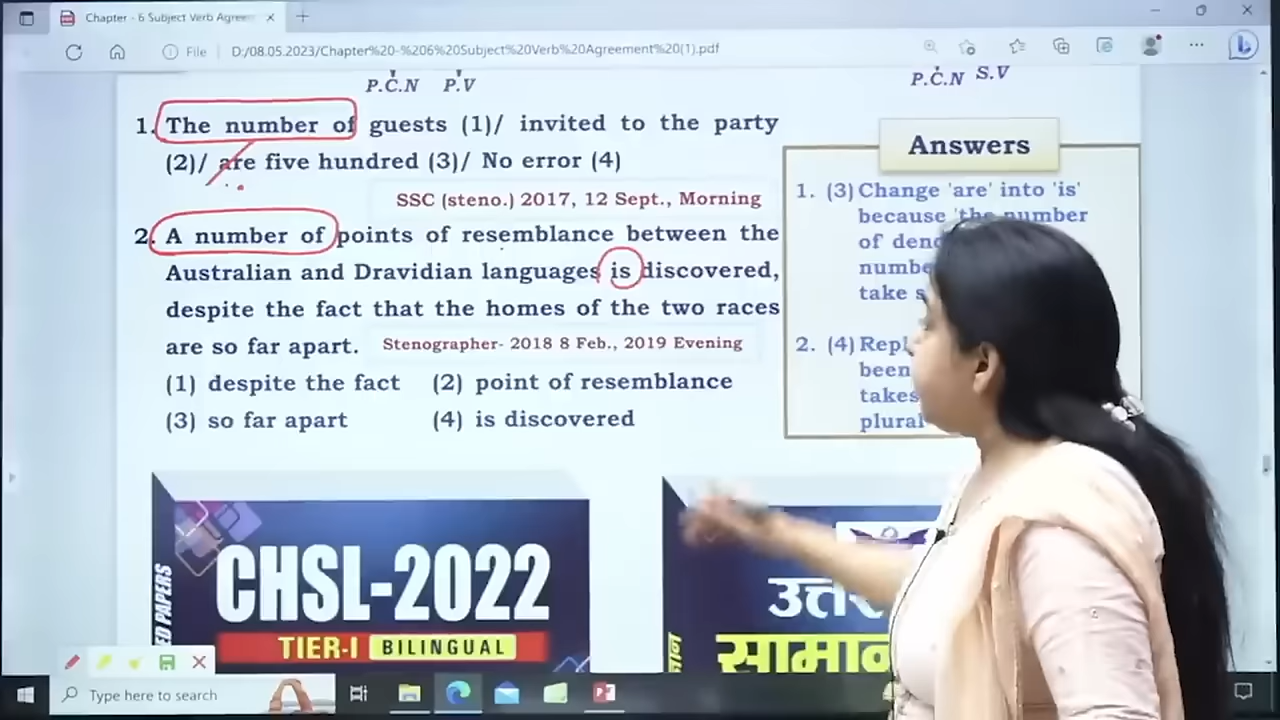 Chapter - 6 Subject Verb Agree
File D:/08.05.2023/Chapter%20-%206%20Subject%20Verb%20Agreement%20(1).pdf
P.C.N P.V
P.C.N S.V
1. The number of guests (1)/ invited to the party
(2)/ are five hundred (3)/ No error (4)
SSC (steno.) 2017, 12 Sept., Morning
2. A number of points of resemblance between the
Australian and Dravidian languages is discovered,
despite the fact that the homes of the two races
are so far apart. Stenographer- 2018 8 Feb., 2019 Evening
(1) despite the fact (2) point of resemblance
(3) so far apart (4) is discovered
Answers
1. (3) Change 'are' into 'is'
because 'the number
of
take
2. (4)
been
takes
plural
CHSL-2022
TIER-I BILINGUAL
PAPERS
सामान
Type here to search